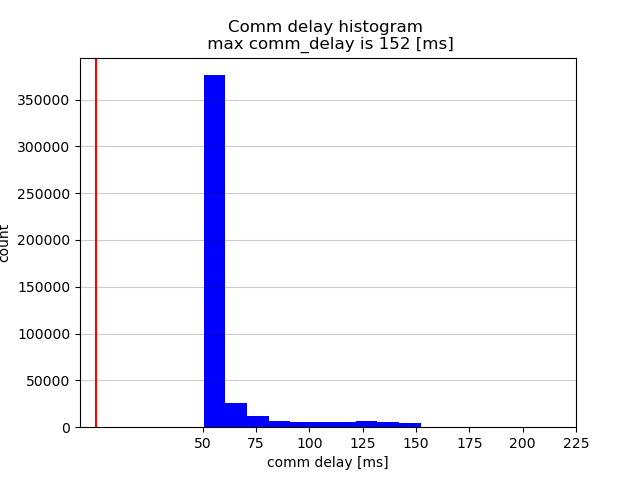 Comm delay histogram
max comm_delay is 152 [ms]
350000
300000
250000
200000
150000
100000
50000
0
count
50 75 100 125 150 175 200 225
comm delay [ms]